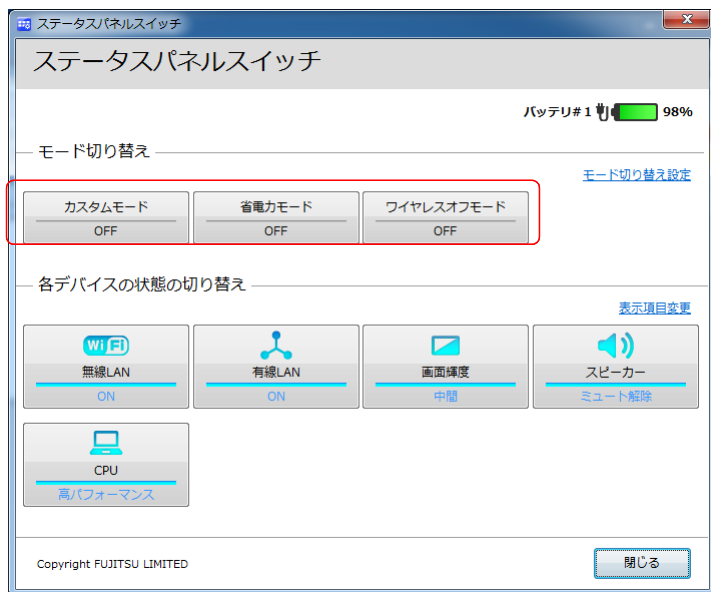 ステータスパネルスイッチ
ステータスパネルスイッチ
バッテリ#1 98%
モード切り替え
モード切り替え設定
カスタムモード 省電力モード ワイヤレスオフモード
OFF OFF OFF
各デバイスの状態の切り替え
表示項目変更
Wi Fi
無線LAN 有線LAN 画面輝度 スピーカー
ON ON 中間 ミュート解除
CPU
高パフォーマンス
Copyright FUJITSU LIMITED 閉じる